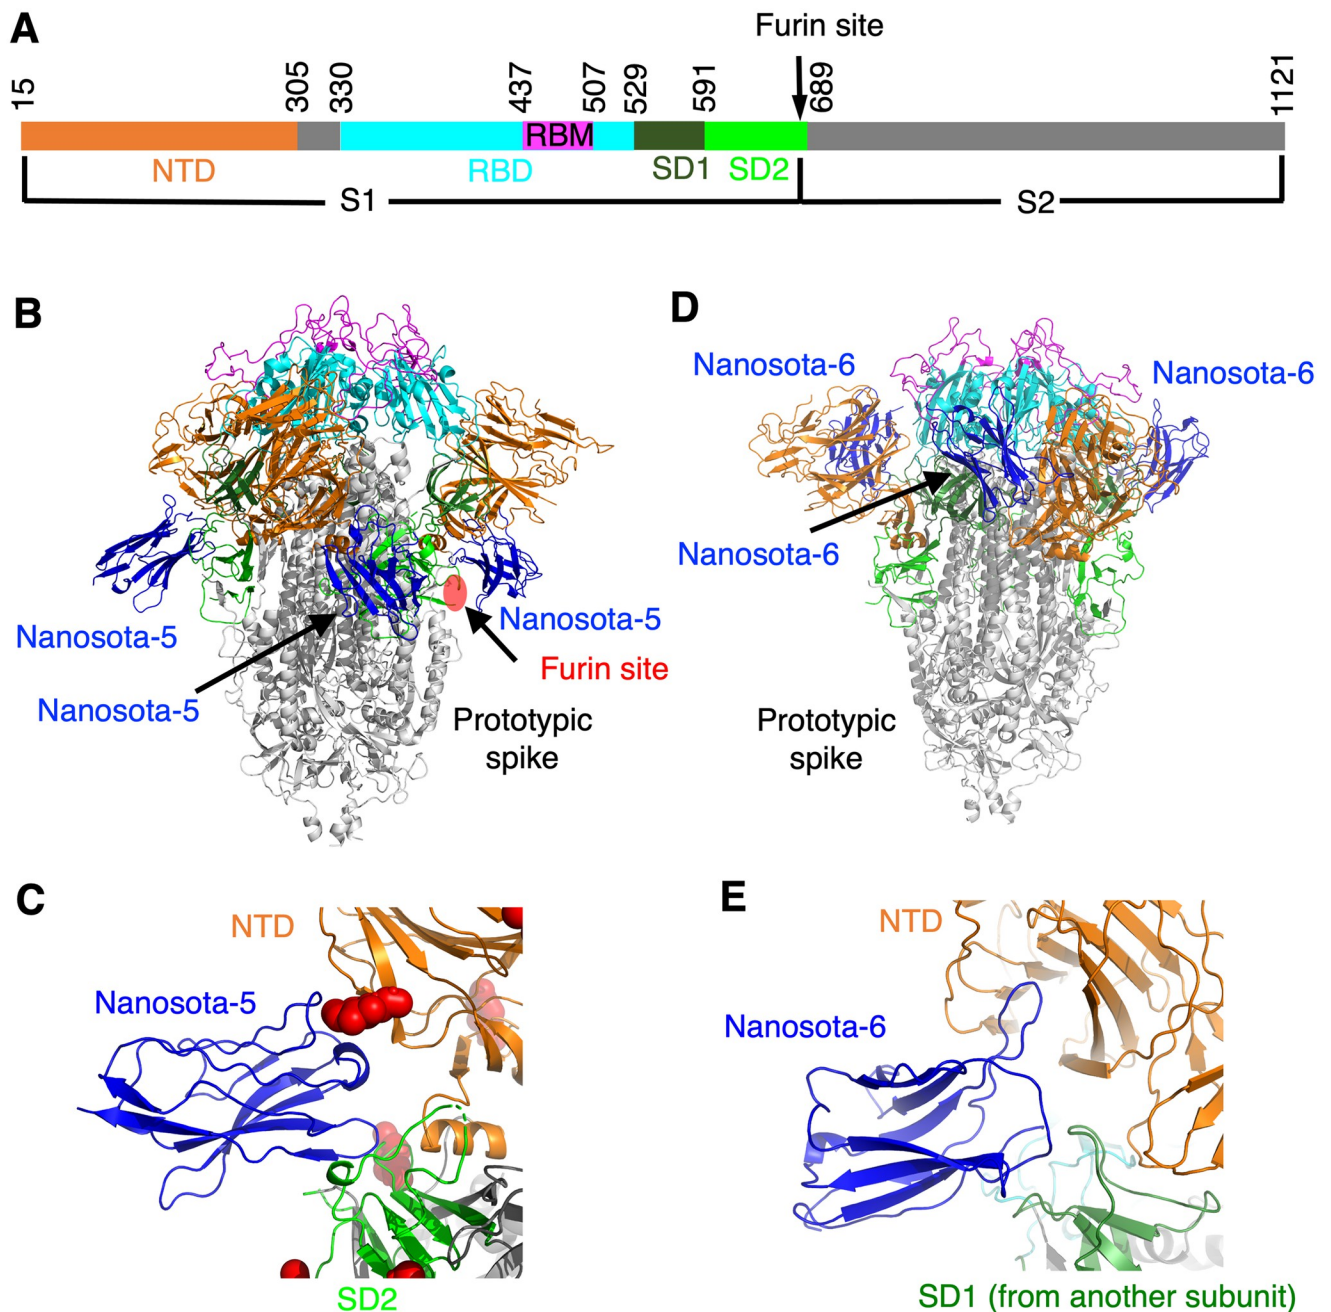 A
Furin site
15
305
330
437
507
529
591
689
1121
RBM
NTD
RBD
SD1
SD2
S1
S2
B
D
Nanosota-6
Nanosota-6
Nanosota-6
Nanosota-5
Nanosota-5
Furin site
Nanosota-5
Prototypic
spike
Prototypic
spike
C
NTD
Nanosota-5
SD2
E
NTD
Nanosota-6
SD1 (from another subunit)